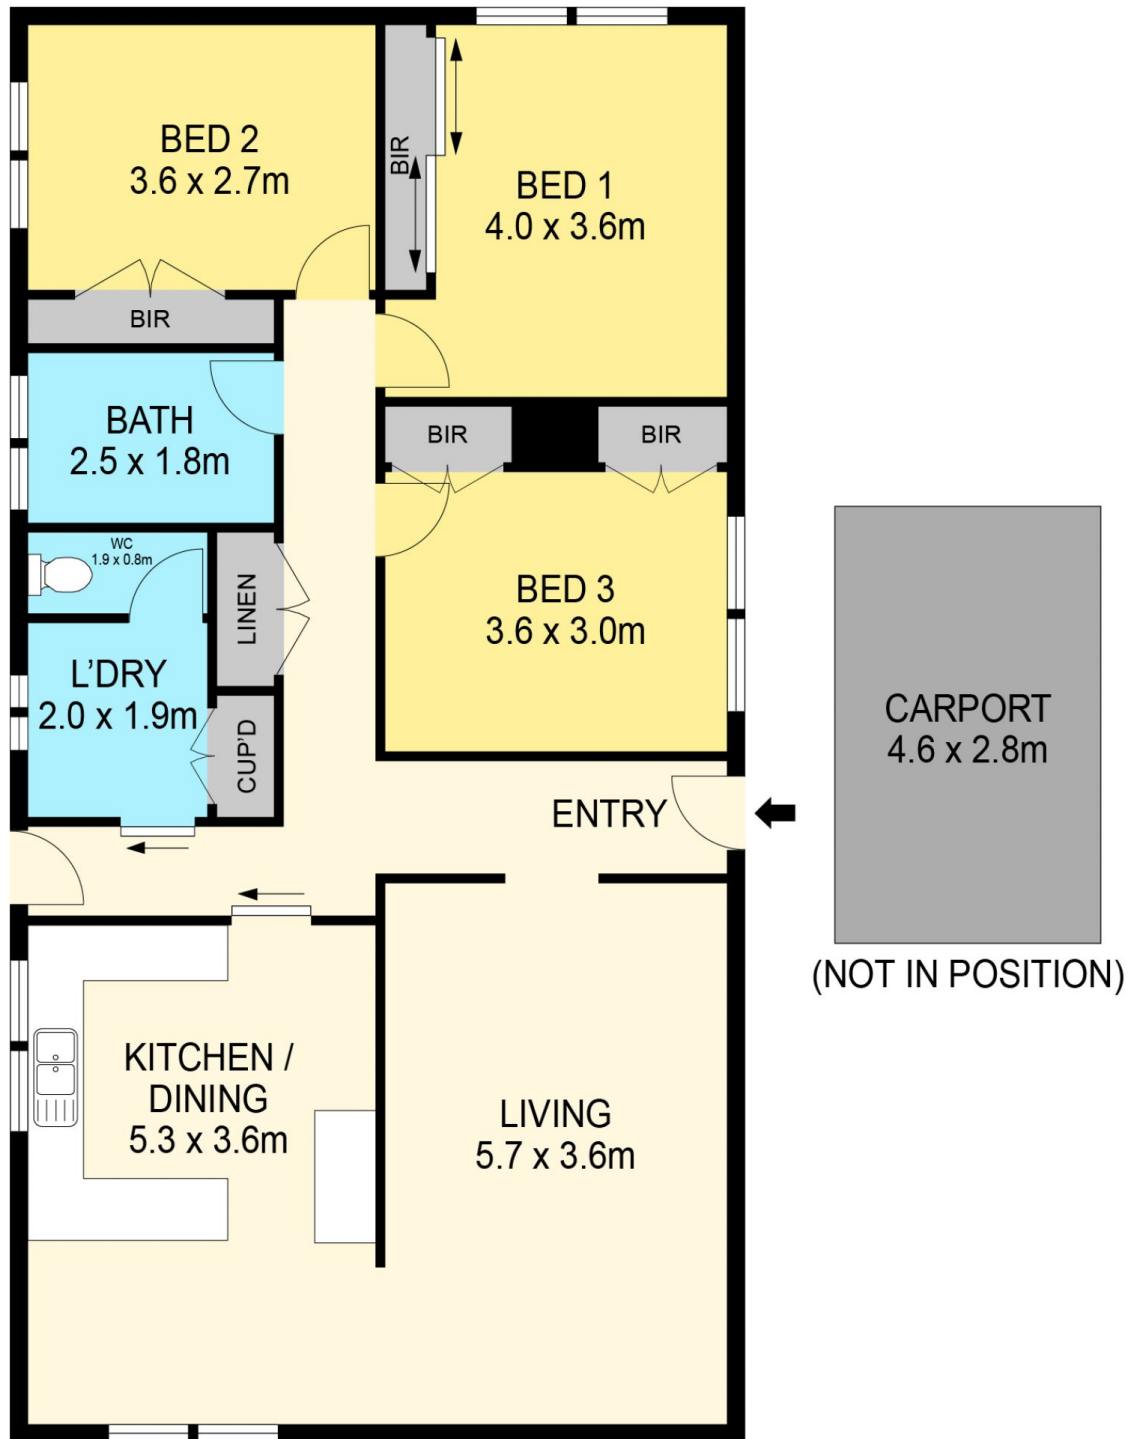 BED 2
3.6 x 2.7m
BIR
BED 1
4.0 x 3.6m
BIR
BATH
2.5 x 1.8m
BIR
BIR
WC
1.9 x 0.8m
LINEN
BED 3
3.6 x 3.0m
L'DRY
2.0 x 1.9m
CUP'D
CARPORT
4.6 x 2.8m
ENTRY
(NOT IN POSITION)
KITCHEN /
DINING
5.3 x 3.6m
LIVING
5.7 x 3.6m